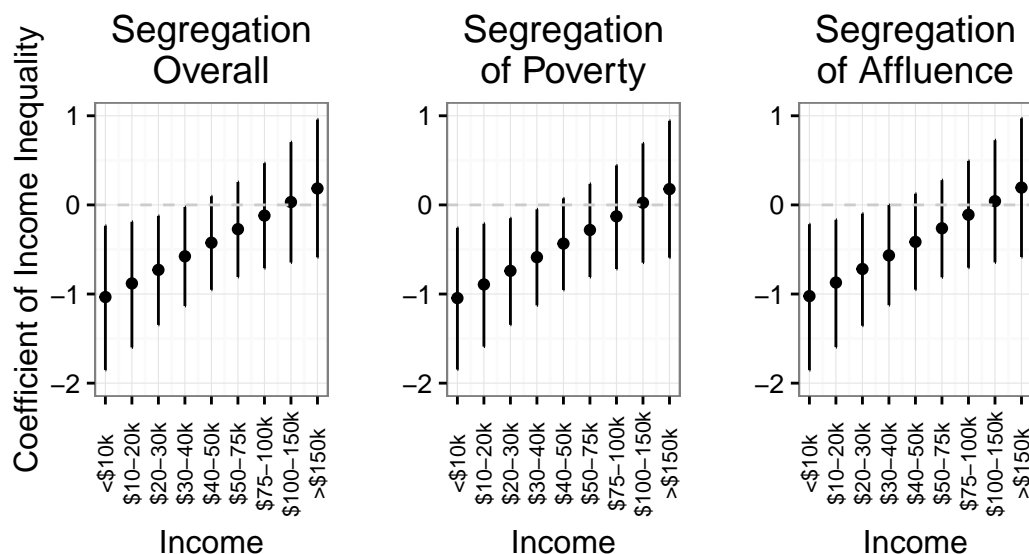 Coefficient of Income Inequality
Segregation
Overall
1
0
−1
−2
<$10k
$10−20k
$20−30k
$30−40k
$40−50k
$50−75k
$75−100k
$100−150k
>$150k
Income
Segregation
of Poverty
1
0
−1
−2
<$10k
$10−20k
$20−30k
$30−40k
$40−50k
$50−75k
$75−100k
$100−150k
>$150k
Income
Segregation
of Affluence
1
0
−1
−2
<$10k
$10−20k
$20−30k
$30−40k
$40−50k
$50−75k
$75−100k
$100−150k
>$150k
Income